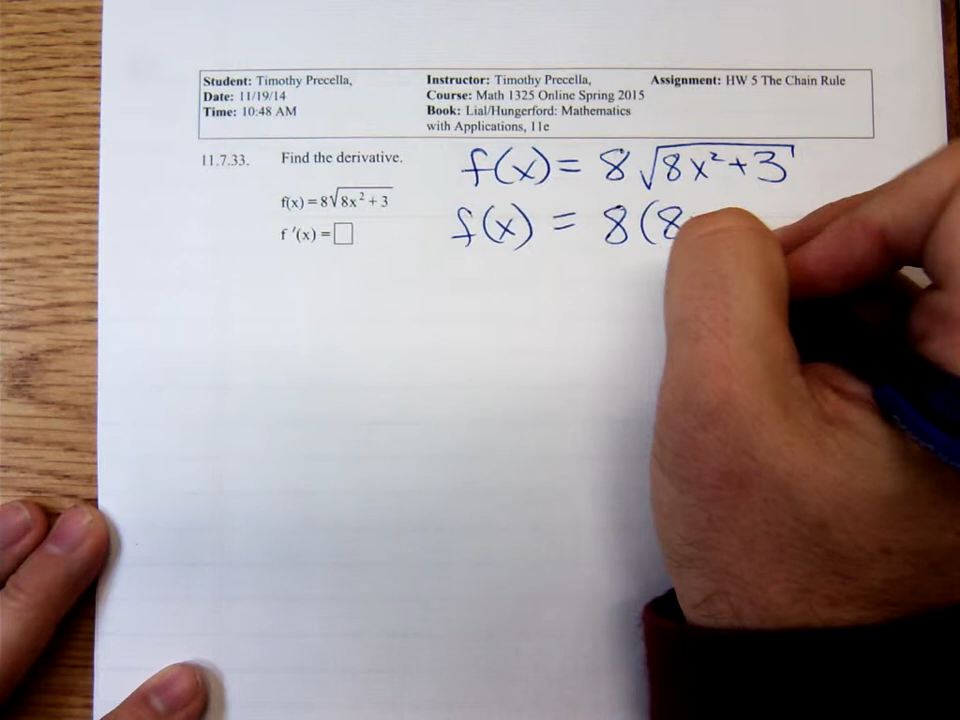 Student: Timothy Precella, Instructor: Timothy Precella, Assignment: HW 5 The Chain Rule
Date: 11/19/14 Course: Math 1325 Online Spring 2015
Time: 10:48 AM Book: Lial/Hungerford: Mathematics
with Applications, 11e
11.7.33. Find the derivative. f(x) = 8√(8x²+3)
f(x) = 8√(8x² + 3)
f(x) = 8(8
f ′(x) =